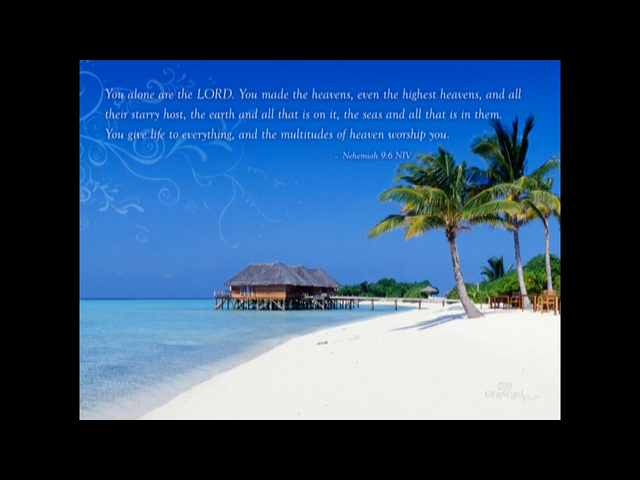 You alone are the LORD. You made the heavens, even the highest heavens, and all
their starry host, the earth and all that is on it, the seas and all that is in them.
You give life to everything, and the multitudes of heaven worship you.
- Nehemiah 9:6 NIV